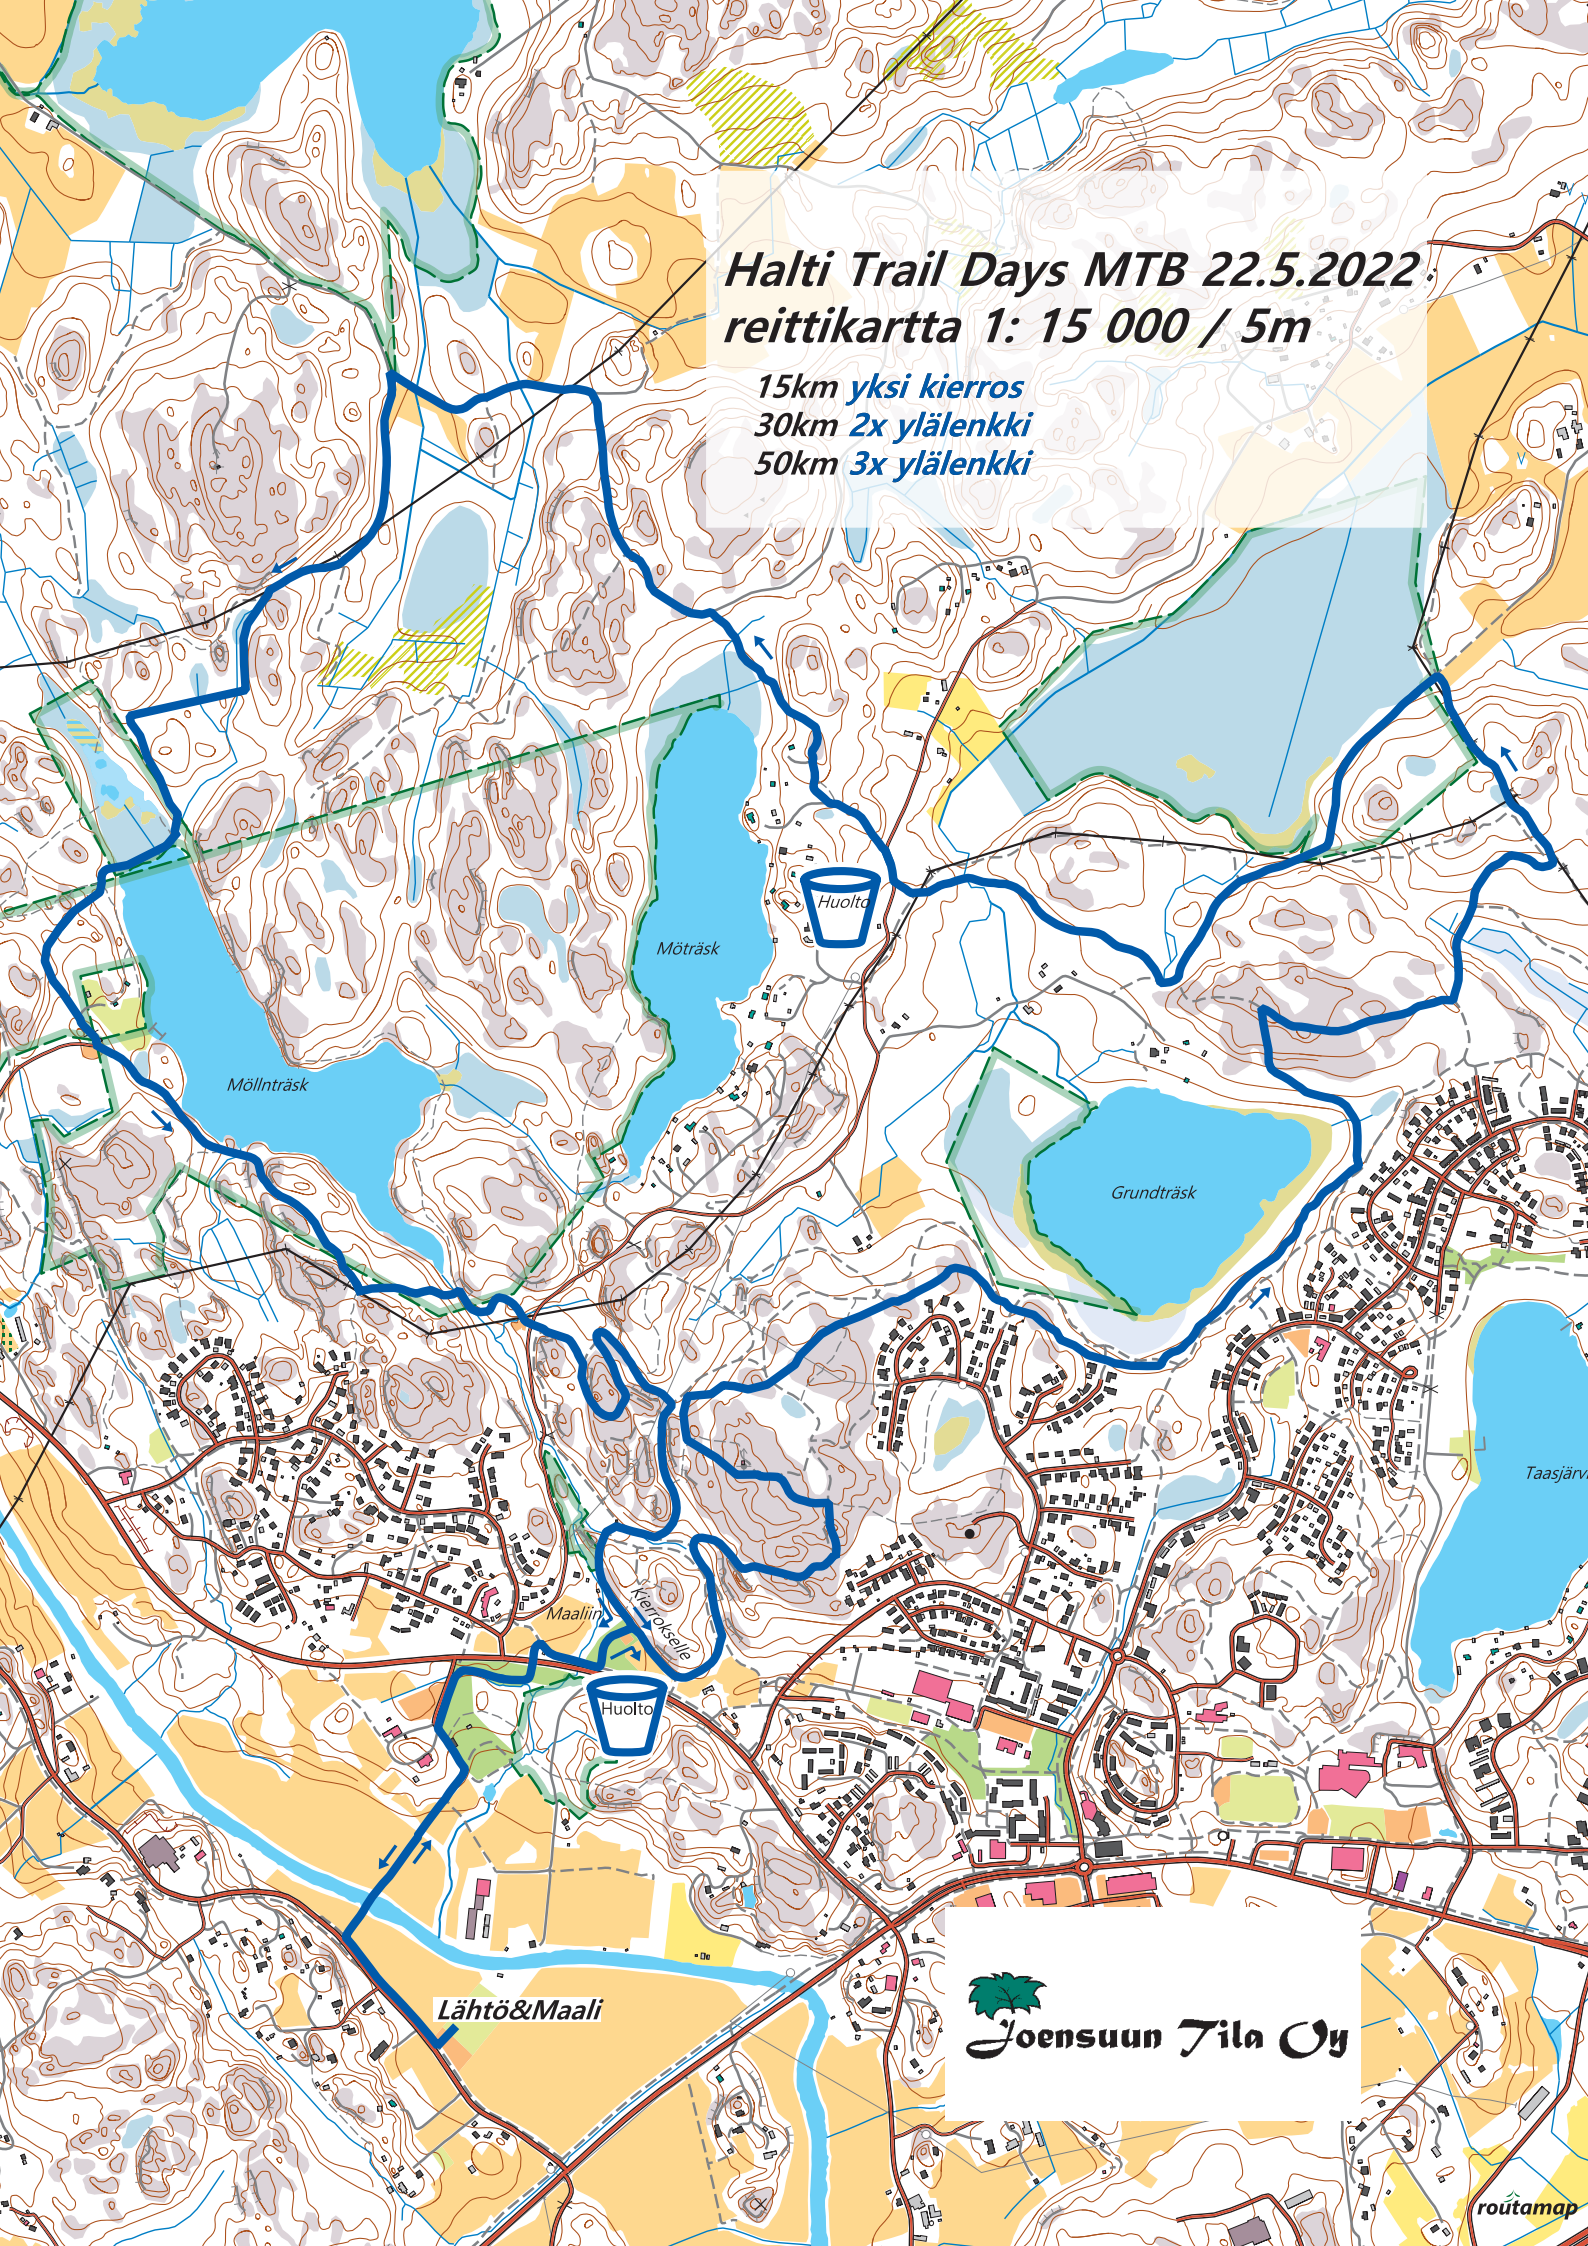 Halti Trail Days MTB 22.5.2022
reittikartta 1: 15 000 / 5m
15km yksi kierros
30km 2x ylälenkki
50km 3x ylälenkki
Huolto
Möträsk
Möllnträsk
Grundträsk
Taasjärvi
Kierrokselle
Maaliin
Huolto
Lähtö&Maali
Joensuun Tila Oy
routamap